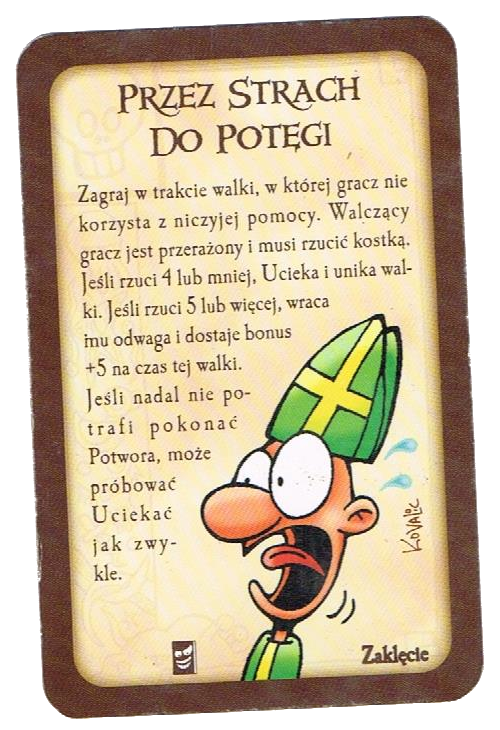 Przez Strach
Do Potęgi
Zagraj w trakcie walki, w której gracz nie
korzysta z niczyjej pomocy. Walczący
gracz jest przerażony i musi rzucić kostką.
Jeśli rzuci 4 lub mniej, Ucieka i unika wal-
ki. Jeśli rzuci 5 lub więcej, wraca
mu odwaga i dostaje bonus
+5 na czas tej walki.
Jeśli nadal nie po-
trafi pokonać
Potwora, może
próbować
Uciekać
jak zwy-
kle.
Kovalic
Zaklęcie